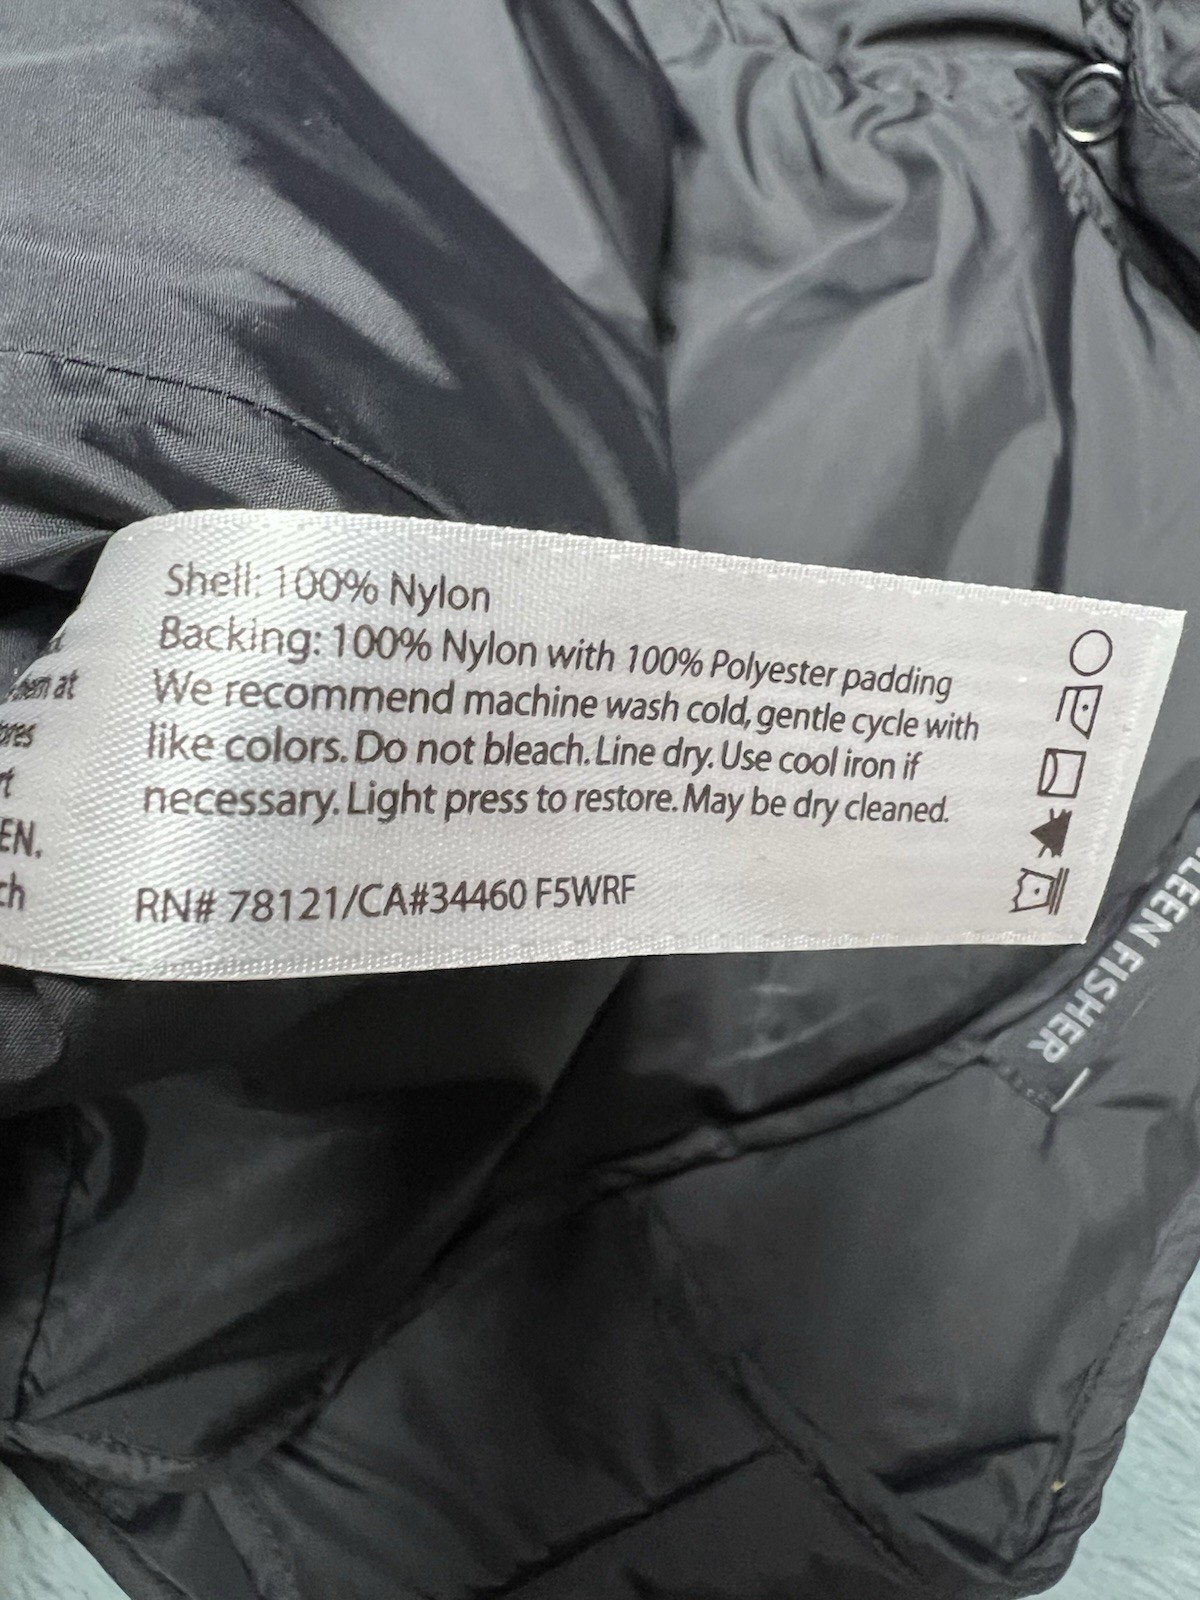 Shell: 100% Nylon
Backing: 100% Nylon with 100% Polyester padding
We recommend machine wash cold, gentle cycle with
like colors. Do not bleach. Line dry. Use cool iron if
necessary. Light press to restore. May be dry cleaned.
RN# 78121/CA#34460 F5WRF
at
EN.
LEEN FISHER